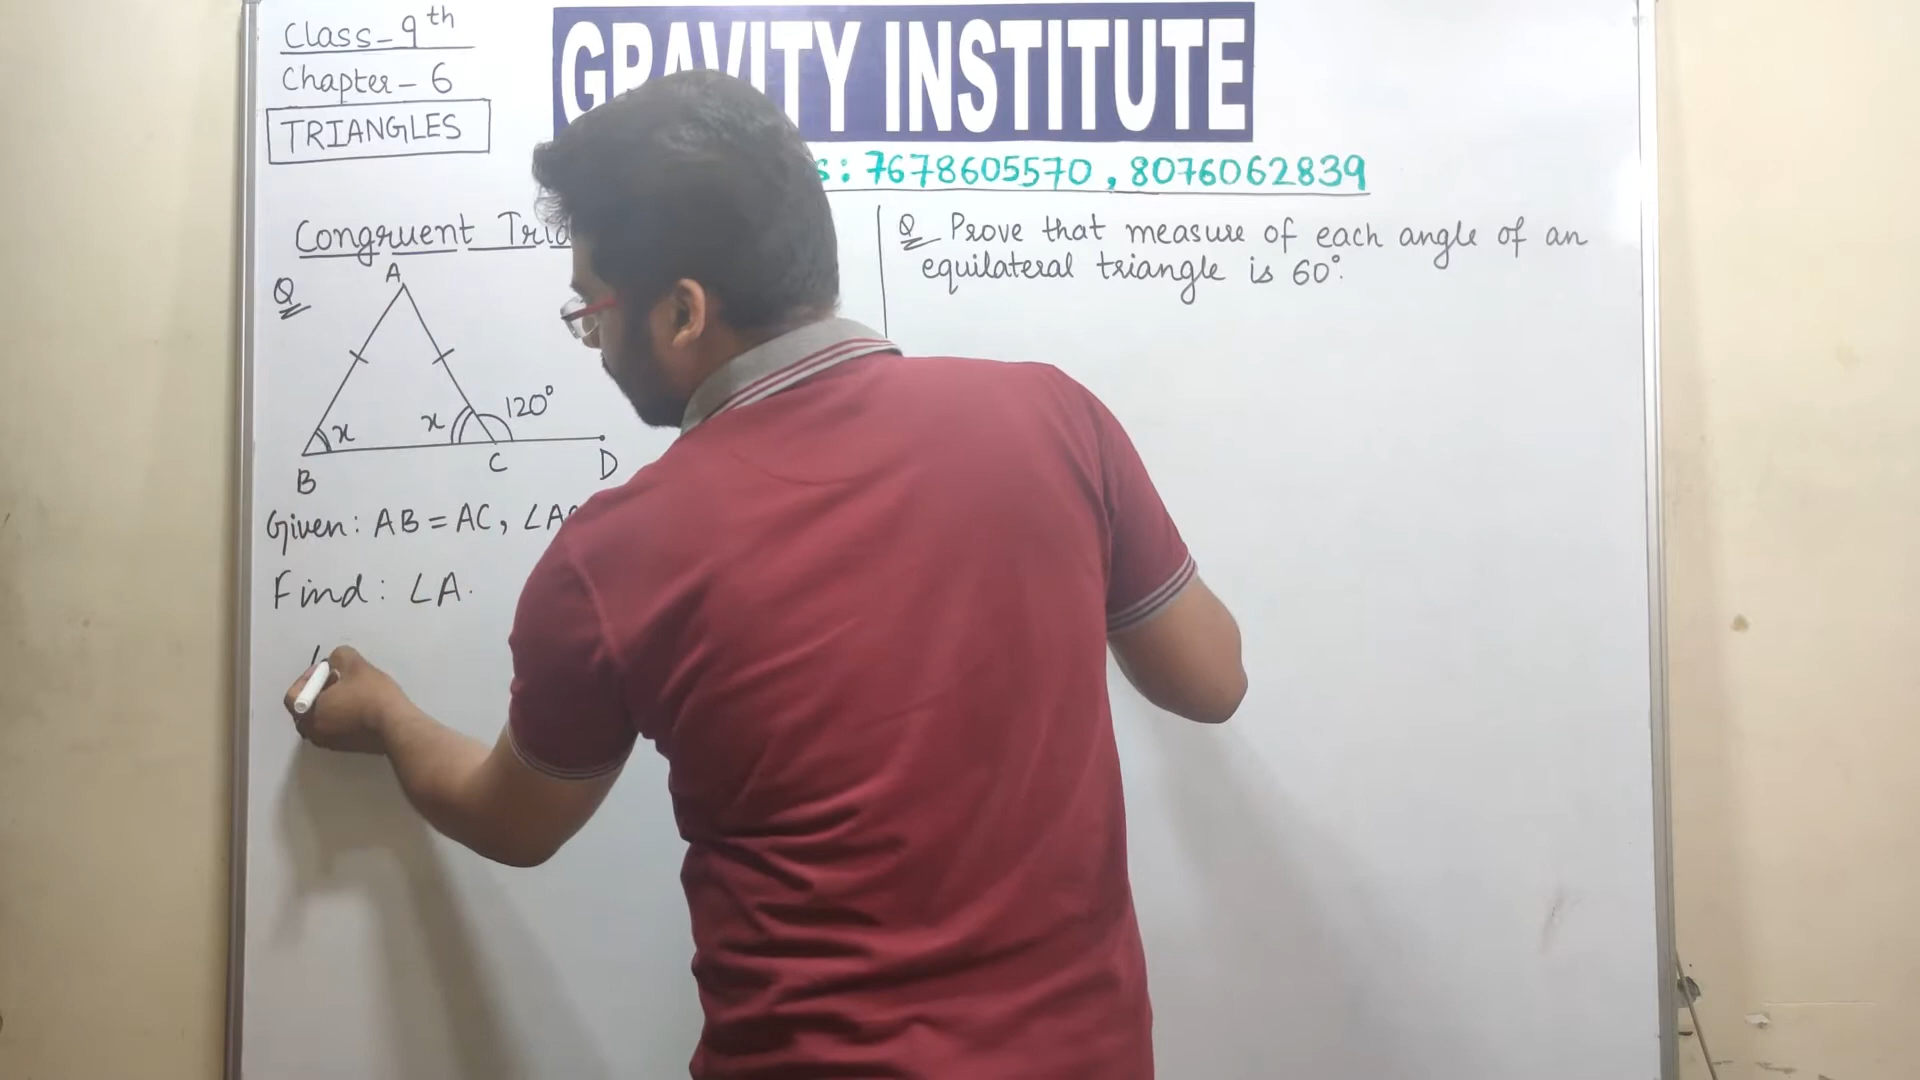 Class-9th
Chapter-6
TRIANGLES
GRAVITY INSTITUTE
: 7678605570, 8076062839
Congruent
Q
A
x
x
120°
B
C
D
Given: AB = AC,
Find: ∠A.
Q Prove that measure of each angle of an
equilateral triangle is 60°.